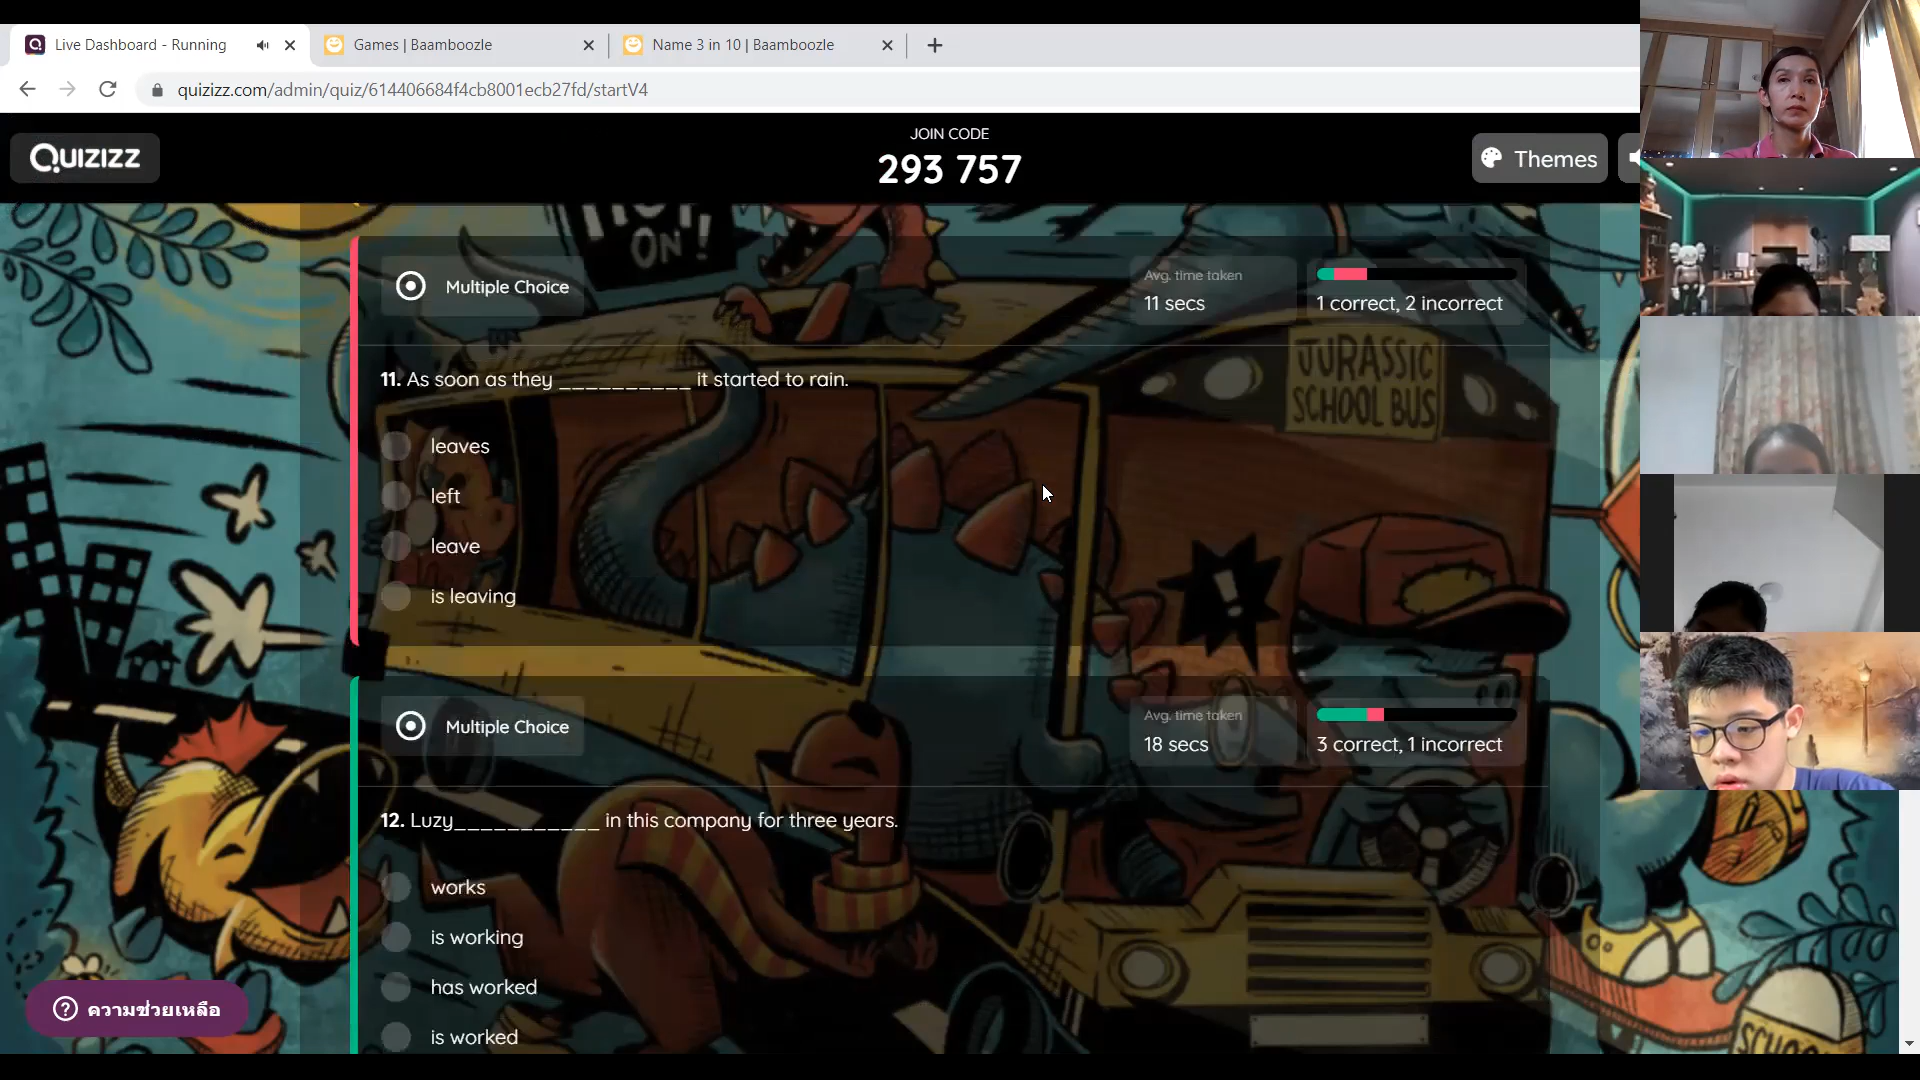 Live Dashboard - Running
Games | Baamboozle
Name 3 in 10 | Baamboozle
quizizz.com/admin/quiz/614406684f4cb8001ecb27fd/startV4
QUIZIZZ
JOIN CODE
293 757
Themes
ON!
Multiple Choice
Avg. time taken
11 secs
1 correct, 2 incorrect
JURASSIC
SCHOOL BUS
11. As soon as they __________ it started to rain.
leaves
left
leave
is leaving
!
Multiple Choice
Avg. time taken
18 secs
3 correct, 1 incorrect
12. Luzy___________ in this company for three years.
works
is working
has worked
is worked
ความช่วยเหลือ
SCHOOL